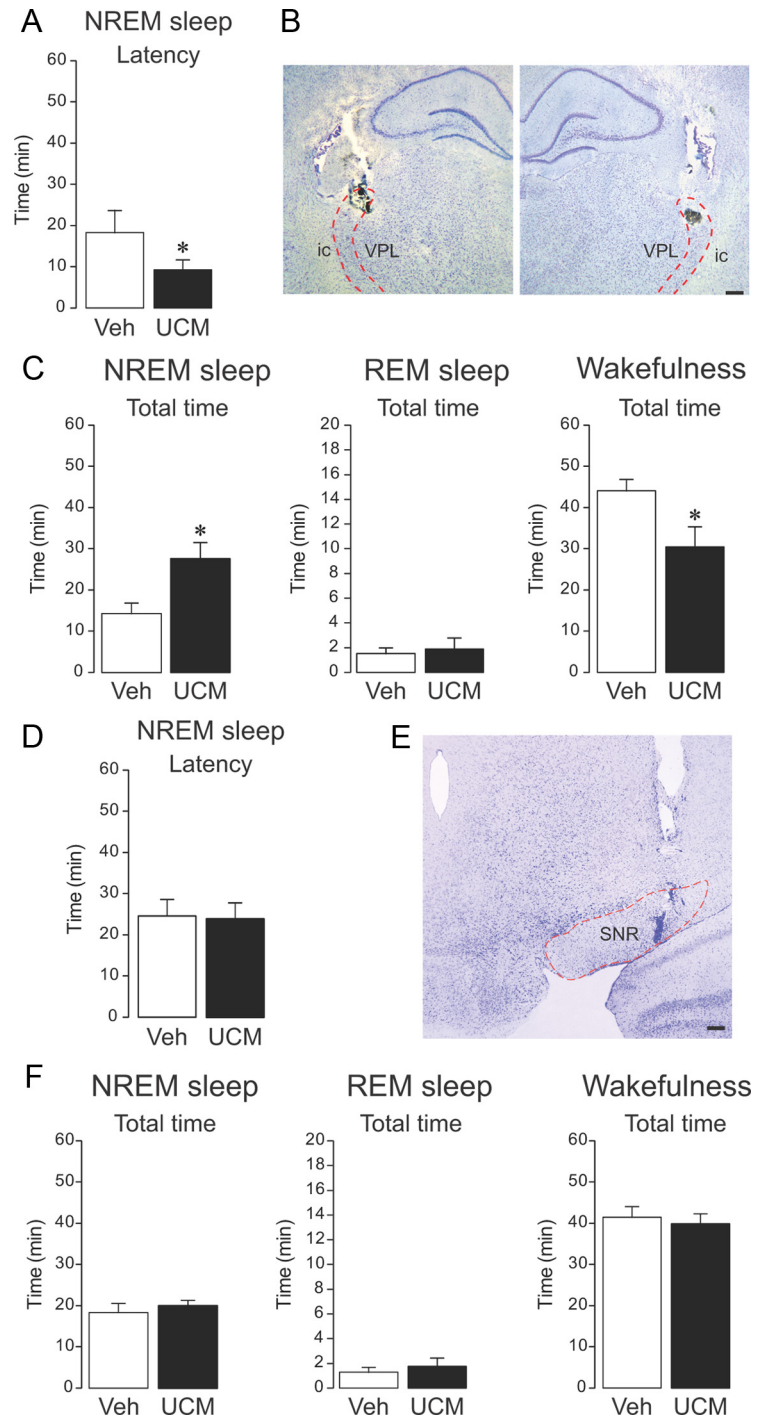 A
NREM sleep
Latency
Time (min)
60
50
40
30
20
10
0
*
Veh UCM
B
ic VPL
VPL ic
C
NREM sleep
Total time
Time (min)
60
50
40
30
20
10
0
*
Veh UCM
REM sleep
Total time
Time (min)
20
18
16
14
12
10
8
6
4
2
0
Veh UCM
Wakefulness
Total time
Time (min)
60
50
40
30
20
10
0
*
Veh UCM
D
NREM sleep
Latency
Time (min)
60
50
40
30
20
10
0
Veh UCM
E
SNR
F
NREM sleep
Total time
Time (min)
60
50
40
30
20
10
0
Veh UCM
REM sleep
Total time
Time (min)
20
18
16
14
12
10
8
6
4
2
0
Veh UCM
Wakefulness
Total time
Time (min)
60
50
40
30
20
10
0
Veh UCM